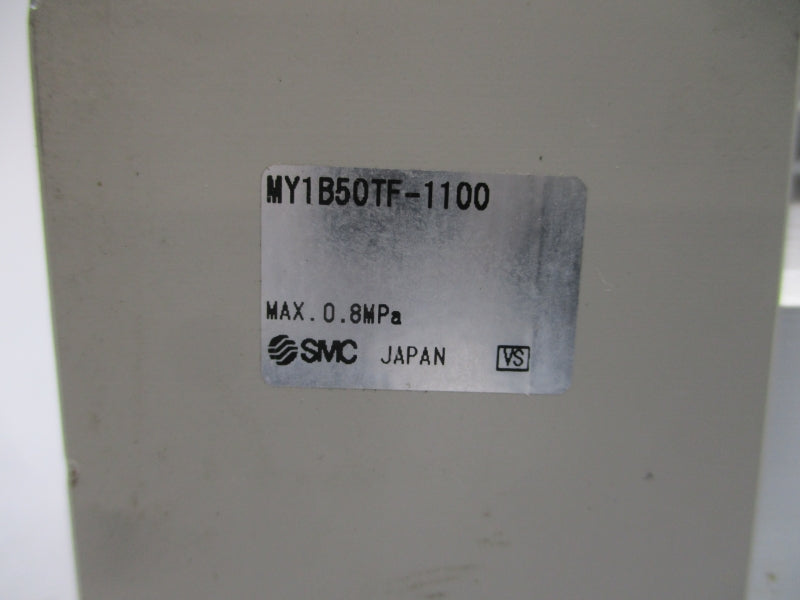 MY1B50TF-1100
MAX. 0.8MPa
SMC JAPAN VS